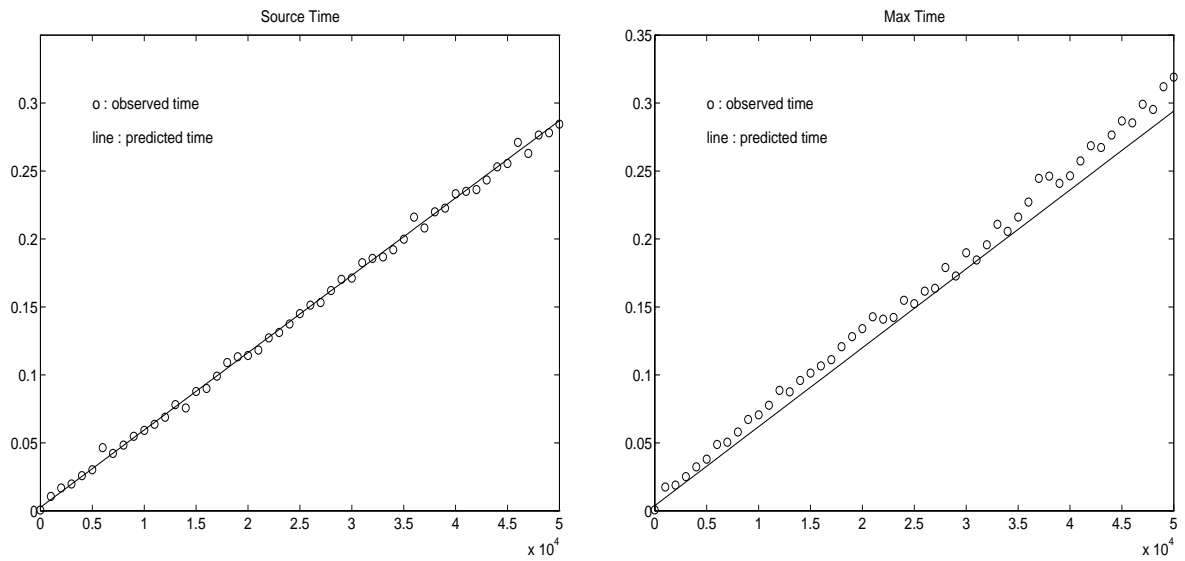 Source Time
0.3
0.25
0.2
0.15
0.1
0.05
0
o : observed time
line : predicted time
0 0.5 1 1.5 2 2.5 3 3.5 4 4.5 5
x 10^4
Max Time
0.35
0.3
0.25
0.2
0.15
0.1
0.05
0
o : observed time
line : predicted time
0 0.5 1 1.5 2 2.5 3 3.5 4 4.5 5
x 10^4